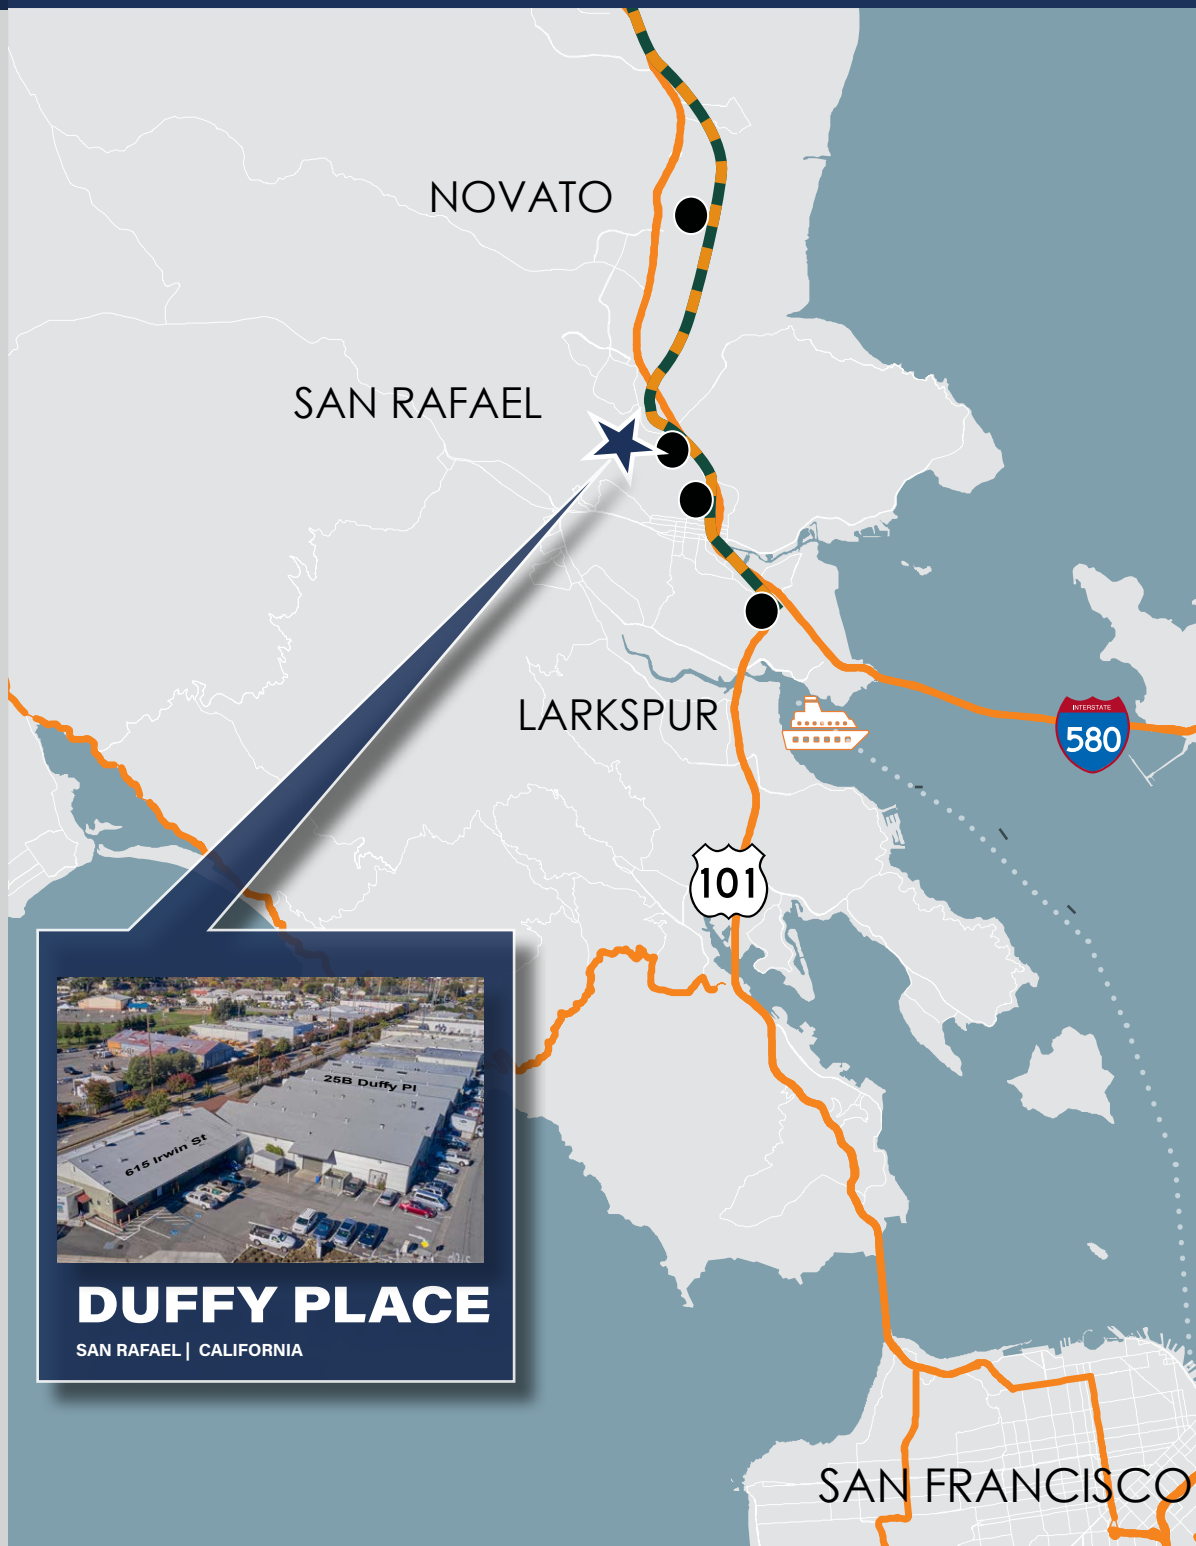 NOVATO
SAN RAFAEL
LARKSPUR
INTERSTATE
580
101
25B Duffy Pl
615 Irwin St
DUFFY PLACE
SAN RAFAEL | CALIFORNIA
SAN FRANCISCO